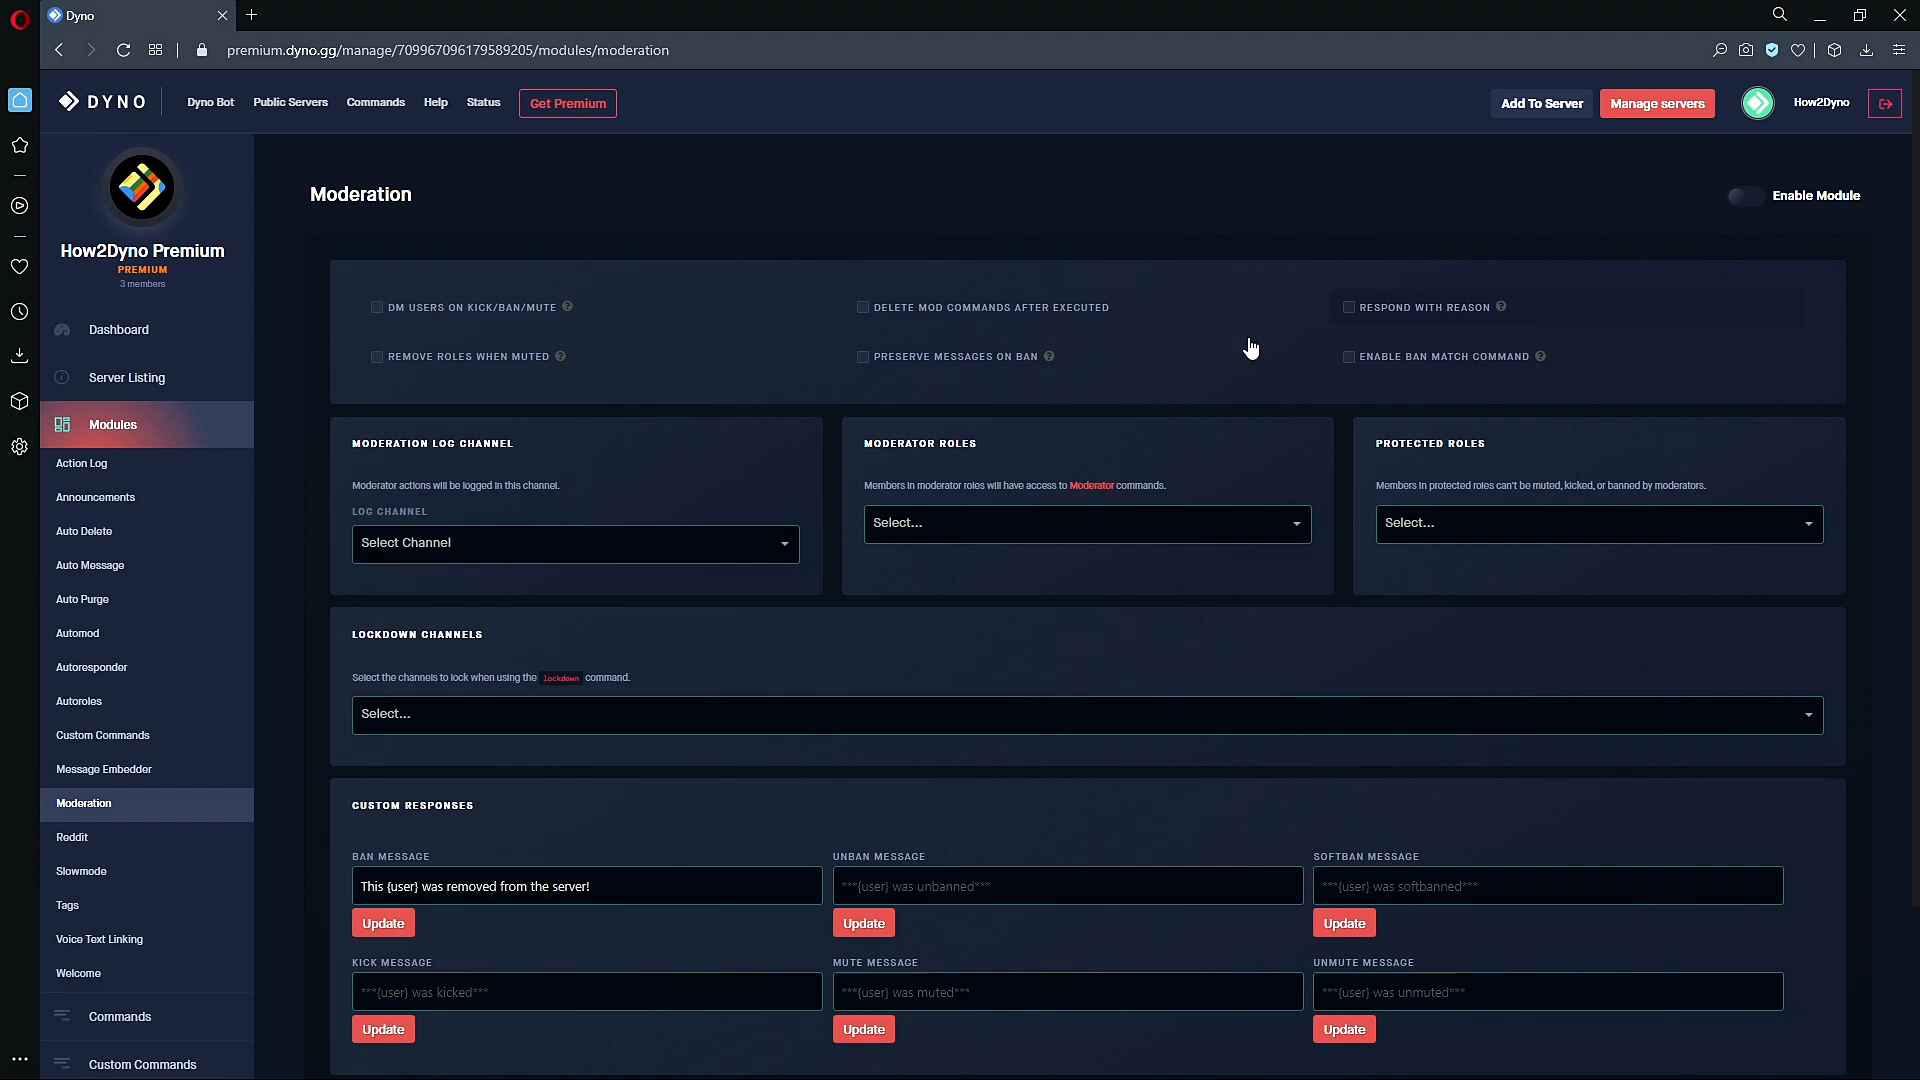 Dyno
premium.dyno.gg/manage/709967096179589205/modules/moderation
DYNO
Dyno Bot
Public Servers
Commands
Help
Status
Get Premium
Add To Server
Manage servers
How2Dyno
How2Dyno Premium
PREMIUM
3 members
Dashboard
Server Listing
Modules
Action Log
Announcements
Auto Delete
Auto Message
Auto Purge
Automod
Autoresponder
Autoroles
Custom Commands
Message Embedder
Moderation
Reddit
Slowmode
Tags
Voice Text Linking
Welcome
Commands
Custom Commands
Moderation
Enable Module
DM USERS ON KICK/BAN/MUTE ?
DELETE MOD COMMANDS AFTER EXECUTED
RESPOND WITH REASON ?
REMOVE ROLES WHEN MUTED ?
PRESERVE MESSAGES ON BAN ?
ENABLE BAN MATCH COMMAND ?
MODERATION LOG CHANNEL
Moderator actions will be logged in this channel.
LOG CHANNEL
Select Channel
MODERATOR ROLES
Members in moderator roles will have access to Moderator commands.
Select...
PROTECTED ROLES
Members in protected roles can't be muted, kicked, or banned by moderators.
Select...
LOCKDOWN CHANNELS
Select the channels to lock when using the lockdown command.
Select...
CUSTOM RESPONSES
BAN MESSAGE
This {user} was removed from the server!
Update
UNBAN MESSAGE
***{user} was unbanned***
Update
SOFTBAN MESSAGE
***{user} was softbanned***
Update
KICK MESSAGE
***{user} was kicked***
Update
MUTE MESSAGE
***{user} was muted***
Update
UNMUTE MESSAGE
***{user} was unmuted***
Update